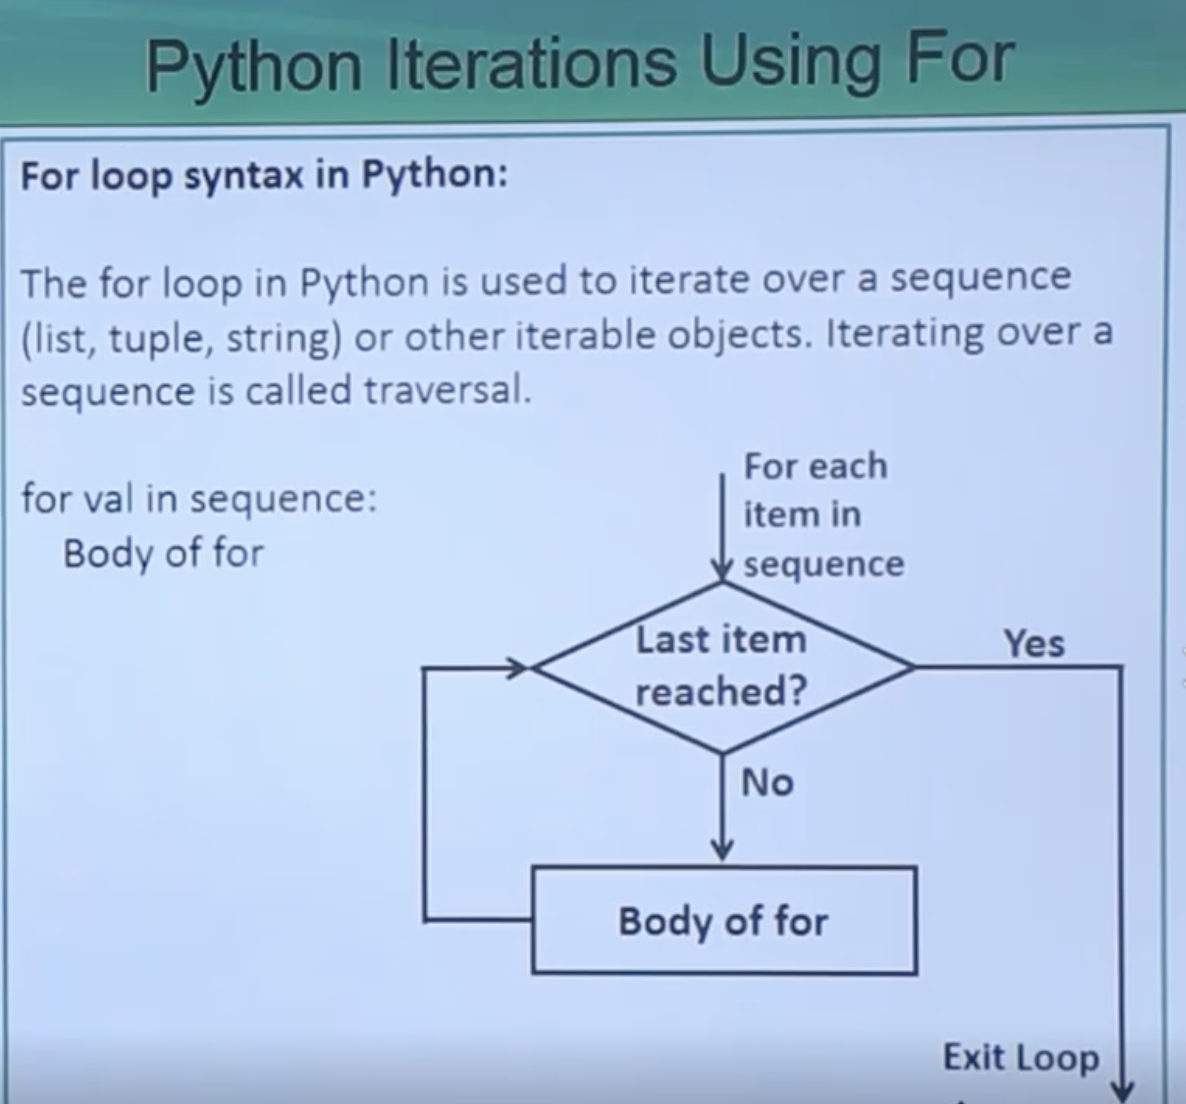 Python Iterations Using For
For loop syntax in Python:
The for loop in Python is used to iterate over a sequence
(list, tuple, string) or other iterable objects. Iterating over a
sequence is called traversal.
for val in sequence:
Body of for
For each
item in
sequence
Last item
reached?
Yes
No
Body of for
Exit Loop